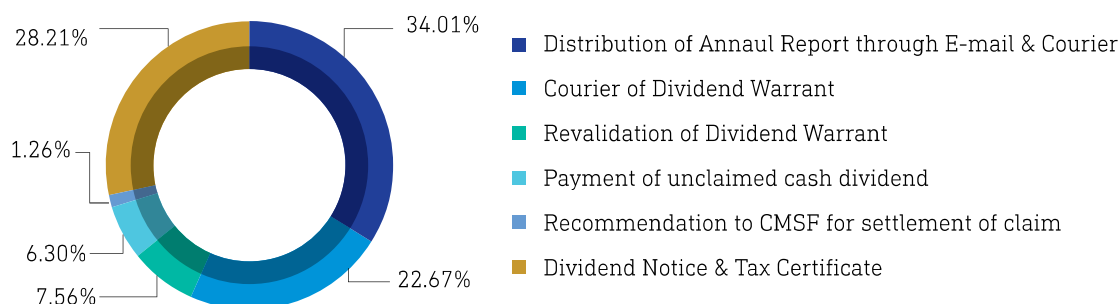 28.21%
34.01%
1.26%
6.30%
7.56%
22.67%
Distribution of Annaul Report through E-mail & Courier
Courier of Dividend Warrant
Revalidation of Dividend Warrant
Payment of unclaimed cash dividend
Recommendation to CMSF for settlement of claim
Dividend Notice & Tax Certificate